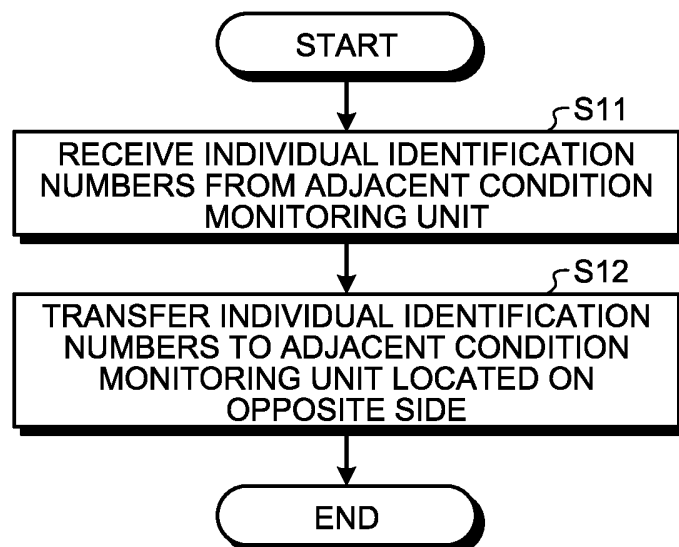 START
S11
RECEIVE INDIVIDUAL IDENTIFICATION
NUMBERS FROM ADJACENT CONDITION
MONITORING UNIT
S12
TRANSFER INDIVIDUAL IDENTIFICATION
NUMBERS TO ADJACENT CONDITION
MONITORING UNIT LOCATED ON
OPPOSITE SIDE
END